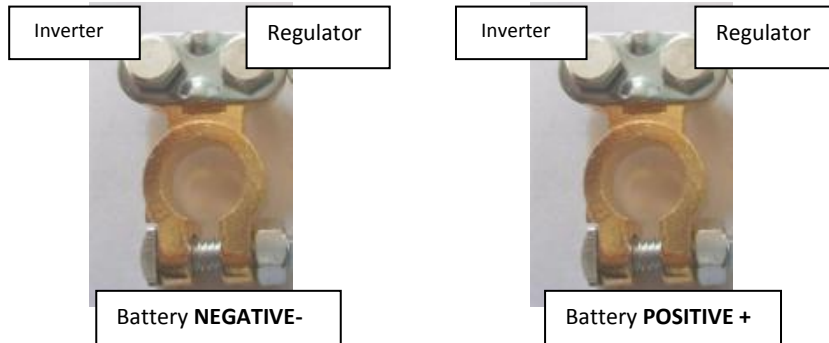 Inverter
Regulator
Inverter
Regulator
Battery NEGATIVE-
Battery POSITIVE +